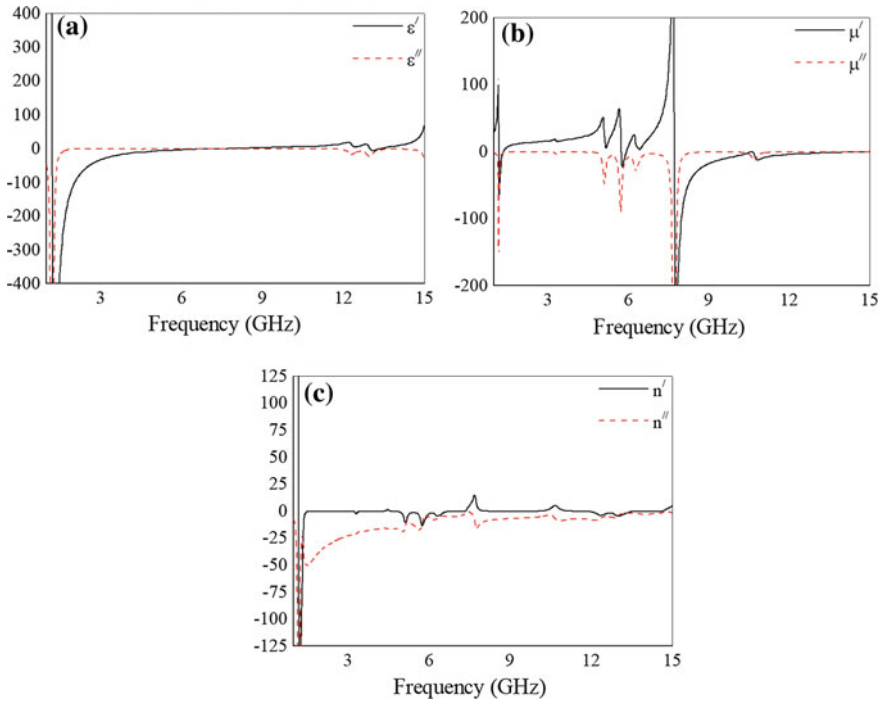 (a)
ε′
ε″
400
300
200
100
0
-100
-200
-300
-400
3 6 9 12 15
Frequency (GHz)
(b)
μ′
μ″
200
100
0
-100
-200
3 6 9 12 15
Frequency (GHz)
(c)
n′
n″
125
100
75
50
25
0
-25
-50
-75
-100
-125
3 6 9 12 15
Frequency (GHz)